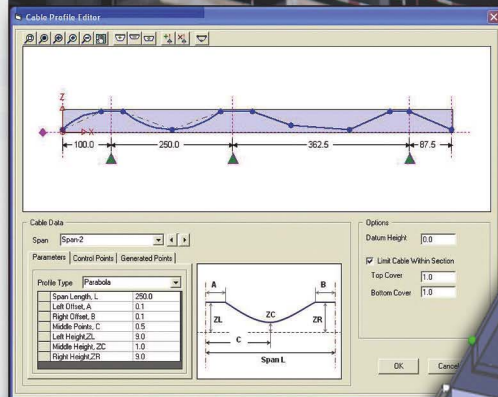 Cable Profile Editor
Z
X
100.0
250.0
362.5
87.5
Cable Data
Span Span-2
Parameters Control Points Generated Points
Profile Type Parabola
Span Length, L 250.0
Left Offset, A 0.1
Right Offset, B 0.1
Middle Points, C 0.5
Left Height,ZL 9.0
Middle Height, ZC 1.0
Right Height,ZR 9.0
A B
ZL ZC ZR
C
Span L
Options
Datum Height 0.0
Limit Cable Within Section
Top Cover 1.0
Bottom Cover 1.0
OK Cancel